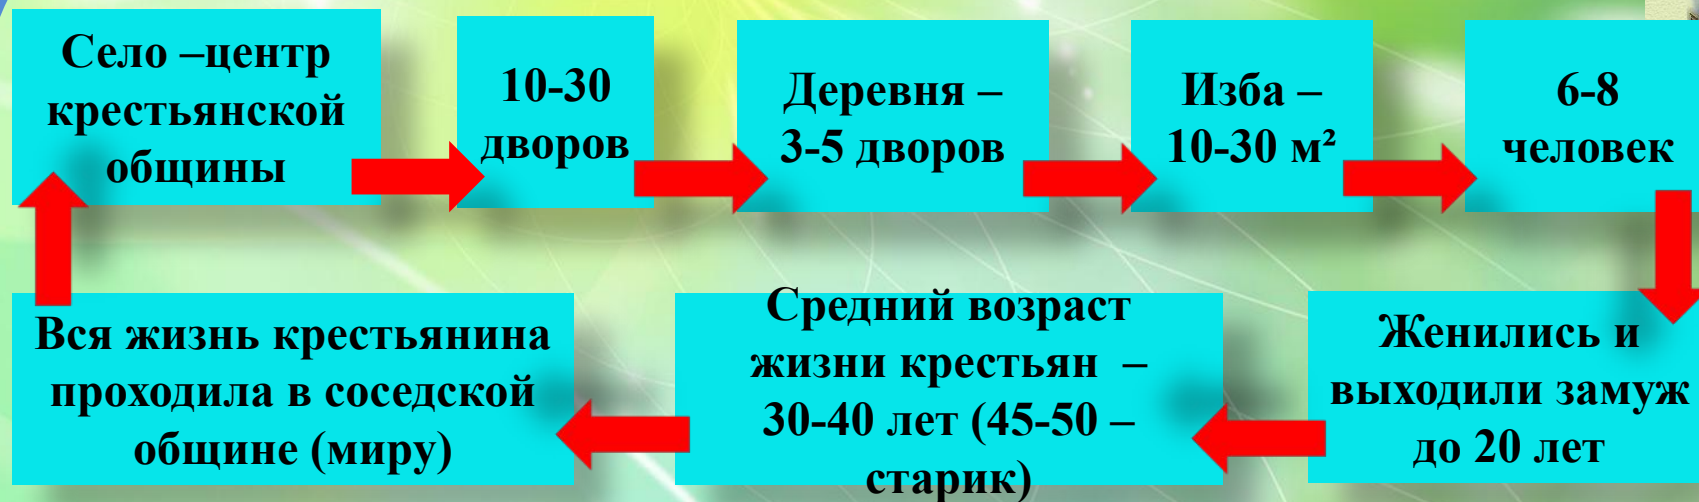 Село –центр
крестьянской
общины
10-30
дворов
Деревня –
3-5 дворов
Изба –
10-30 м²
6-8
человек
Женились и
выходили замуж
до 20 лет
Средний возраст
жизни крестьян –
30-40 лет (45-50 –
старик)
Вся жизнь крестьянина
проходила в соседской
общине (миру)